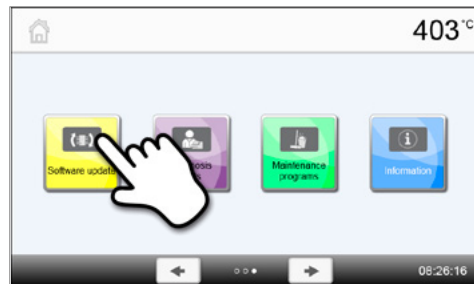 403°C
Software update
Maintenance
programs
Information
08:26:16